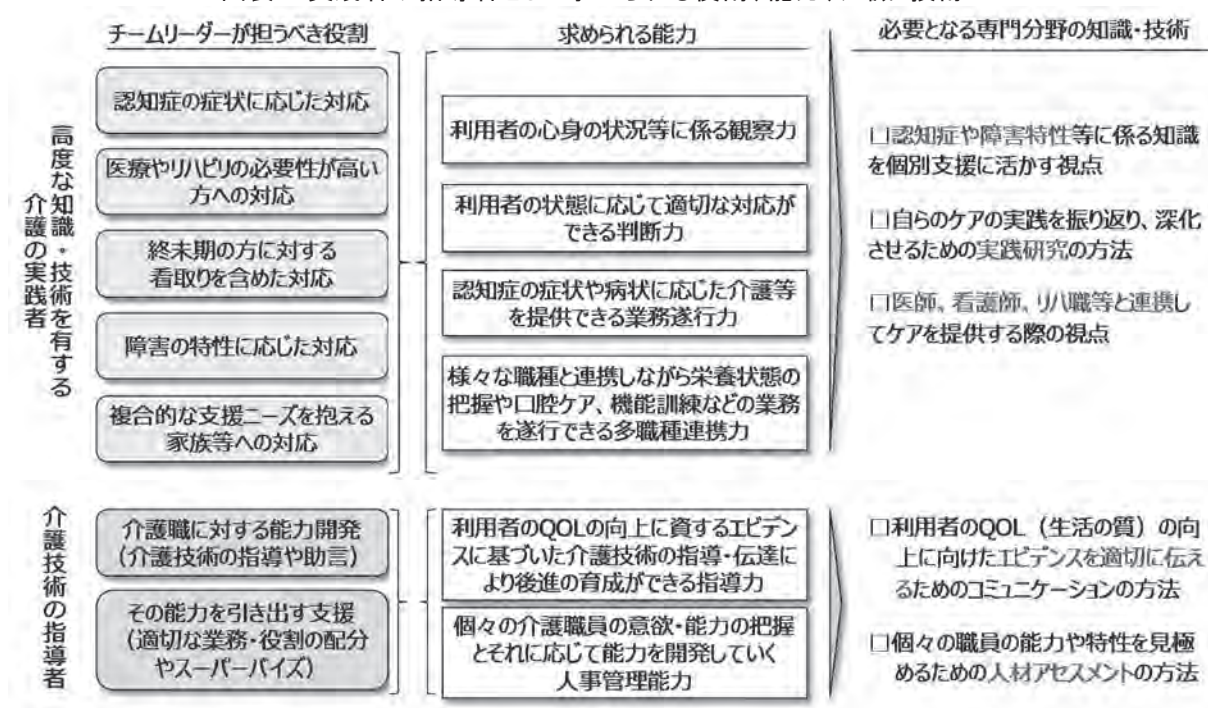 チームリーダーが担うべき役割
求められる能力
必要となる専門分野の知識・技術
高度な知識・技術を有する
介護の実践者
認知症の症状に応じた対応
医療やリハビリの必要性が高い
方への対応
終末期の方に対する
看取りを含めた対応
障害の特性に応じた対応
複合的な支援ニーズを抱える
家族等への対応
利用者の心身の状況等に係る観察力
利用者の状態に応じて適切な対応が
できる判断力
認知症の症状や病状に応じた介護等
を提供できる業務遂行力
様々な職種と連携しながら栄養状態の
把握や口腔ケア、機能訓練などの業務
を遂行できる多職種連携力
□認知症や障害特性等に係る知識
を個別支援に活かす視点
□自らのケアの実践を振り返り、深化
させるための実践研究の方法
□医師、看護師、リハ職等と連携し
てケアを提供する際の視点
介護技術の指導者
介護職に対する能力開発
(介護技術の指導や助言)
その能力を引き出す支援
(適切な業務・役割の配分
やスーパーバイズ)
利用者のQOLの向上に資するエビデン
スに基づいた介護技術の指導・伝達に
より後進の育成ができる指導力
個々の介護職員の意欲・能力の把握
とそれに応じて能力を開発していく
人事管理能力
□利用者のQOL(生活の質)の向
上に向けたエビデンスを適切に伝え
るためのコミュニケーションの方法
□個々の職員の能力や特性を見極
めるための人材アセスメントの方法